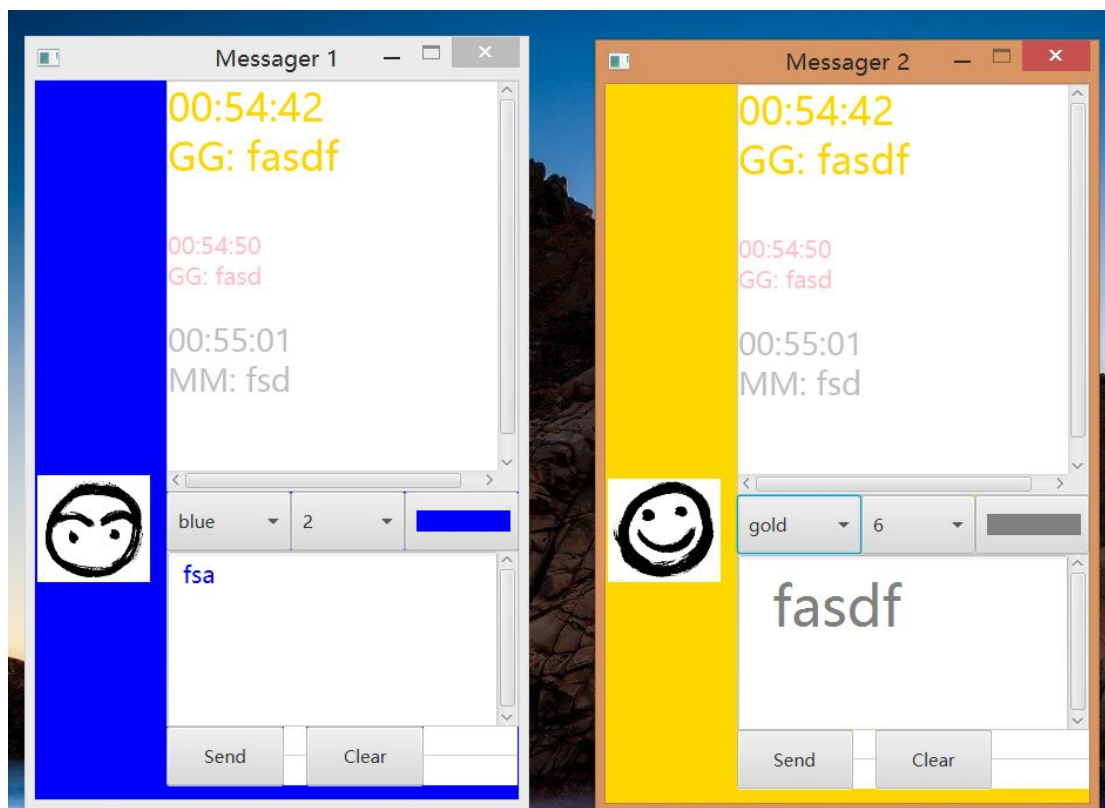 Messager 1
00:54:42
GG: fasdf
00:54:50
GG: fasd
00:55:01
MM: fsd
blue
2
fsa
Send
Clear
Messager 2
00:54:42
GG: fasdf
00:54:50
GG: fasd
00:55:01
MM: fsd
gold
6
fasdf
Send
Clear